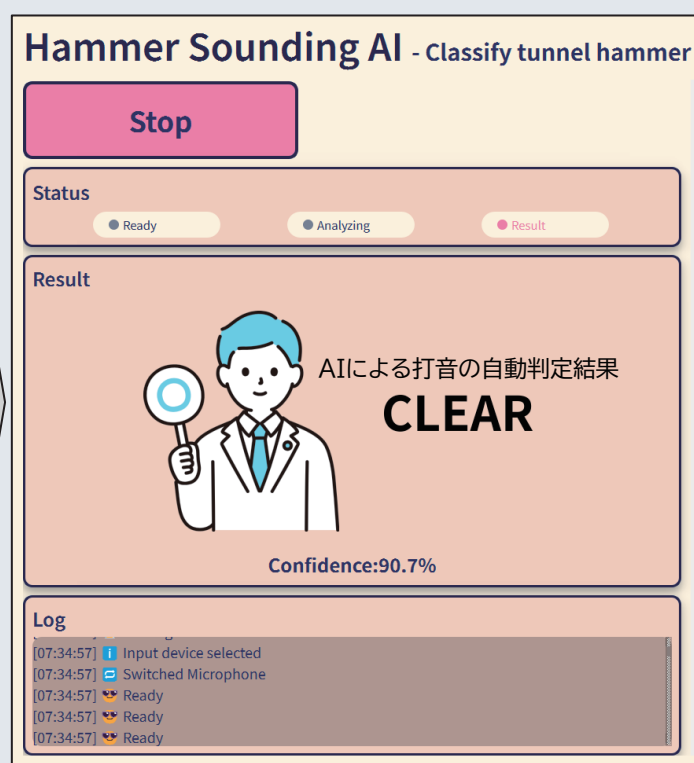 Hammer Sounding AI - Classify tunnel hammer
Stop
Status
Ready
Analyzing
Result
Result
AIによる打音の自動判定結果
CLEAR
Confidence:90.7%
Log
[07:34:57] ℹ️ Input device selected
[07:34:57] 🔁 Switched Microphone
[07:34:57] 😎 Ready
[07:34:57] 😎 Ready
[07:34:57] 😎 Ready